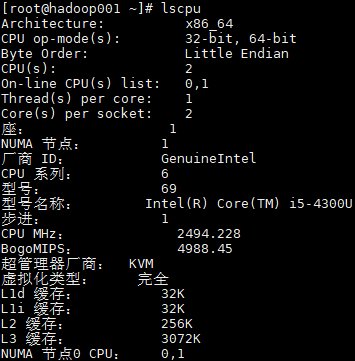 [root@hadoop001 ~]# lscpu
Architecture: x86_64
CPU op-mode(s): 32-bit, 64-bit
Byte Order: Little Endian
CPU(s): 2
On-line CPU(s) list: 0,1
Thread(s) per core: 1
Core(s) per socket: 2
座: 1
NUMA 节点: 1
厂商 ID: GenuineIntel
CPU 系列: 6
型号: 69
型号名称: Intel(R) Core(TM) i5-4300U
步进: 1
CPU MHz: 2494.228
BogoMIPS: 4988.45
超管理器厂商: KVM
虚拟化类型: 完全
L1d 缓存: 32K
L1i 缓存: 32K
L2 缓存: 256K
L3 缓存: 3072K
NUMA 节点0 CPU: 0,1